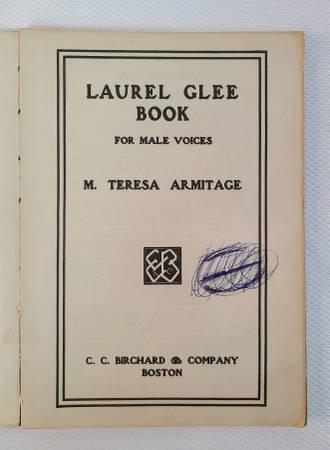 LAUREL GLEE
BOOK
FOR MALE VOICES
M. TERESA ARMITAGE
C. C. BIRCHARD & COMPANY
BOSTON